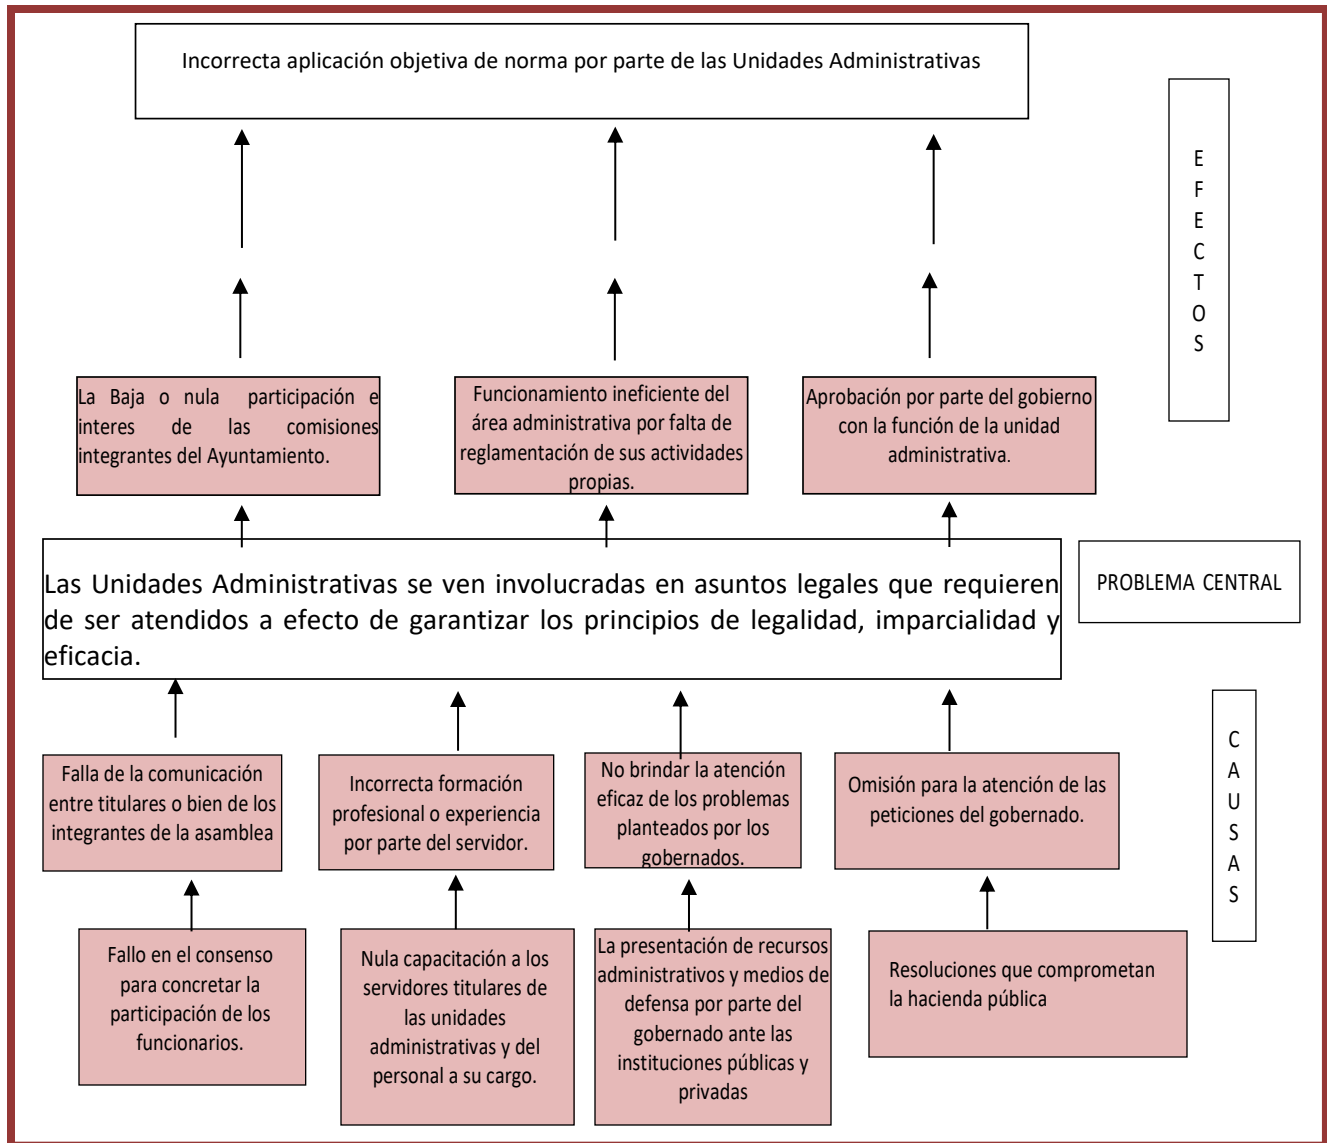 Incorrecta aplicación objetiva de norma por parte de las Unidades Administrativas
E
F
E
C
T
O
S
La Baja o nula participación e
interes de las comisiones
integrantes del Ayuntamiento.
Funcionamiento ineficiente del
área administrativa por falta de
reglamentación de sus actividades
propias.
Aprobación por parte del gobierno
con la función de la unidad
administrativa.
Las Unidades Administrativas se ven involucradas en asuntos legales que requieren
de ser atendidos a efecto de garantizar los principios de legalidad, imparcialidad y
eficacia.
PROBLEMA CENTRAL
C
A
U
S
A
S
Falla de la comunicación
entre titulares o bien de los
integrantes de la asamblea
Incorrecta formación
profesional o experiencia
por parte del servidor.
No brindar la atención
eficaz de los problemas
planteados por los
gobernados.
Omisión para la atención de las
peticiones del gobernado.
Fallo en el consenso
para concretar la
participación de los
funcionarios.
Nula capacitación a los
servidores titulares de
las unidades
administrativas y del
personal a su cargo.
La presentación de recursos
administrativos y medios de
defensa por parte del
gobernado ante las
instituciones públicas y
privadas
Resoluciones que comprometan
la hacienda pública